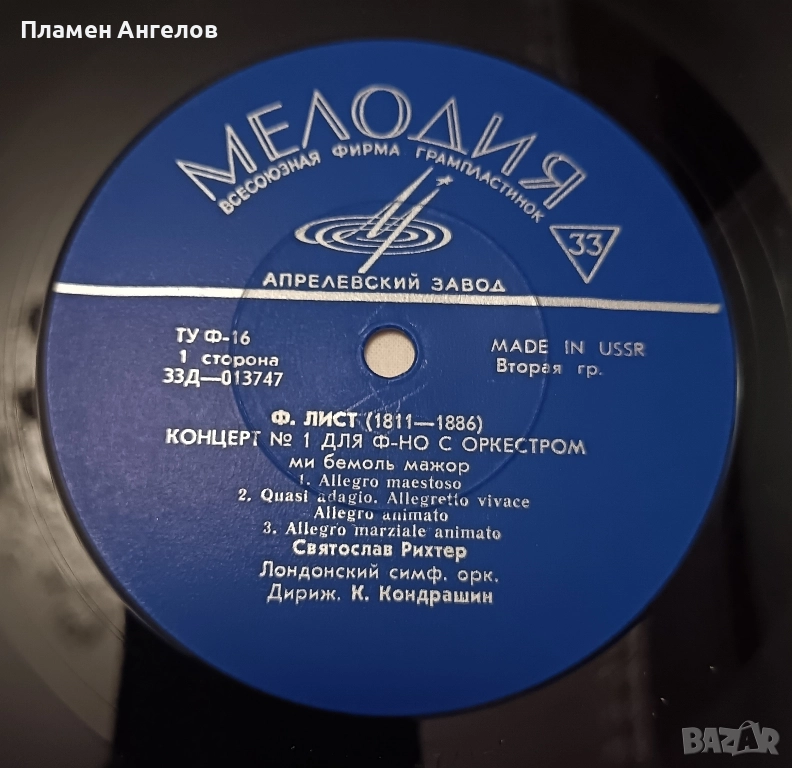 Пламен Ангелов
МЕЛОДИЯ
ВСЕСОЮЗНАЯ ФИРМА ГРАМПЛАСТИНОК
33
АПРЕЛЕВСКИЙ ЗАВОД
ТУ Ф-16
1 сторона
33Д—013747
MADE IN USSR
Вторая гр.
Ф. ЛИСТ (1811—1886)
КОНЦЕРТ № 1 ДЛЯ Ф-НО С ОРКЕСТРОМ
ми бемоль мажор
1. Allegro maestoso
2. Quasi adagio. Allegretto vivace
Allegro animato
3. Allegro marziale animato
Святослав Рихтер
Лондонский симф. орк.
Дириж. К. Кондрашин
BAZAR